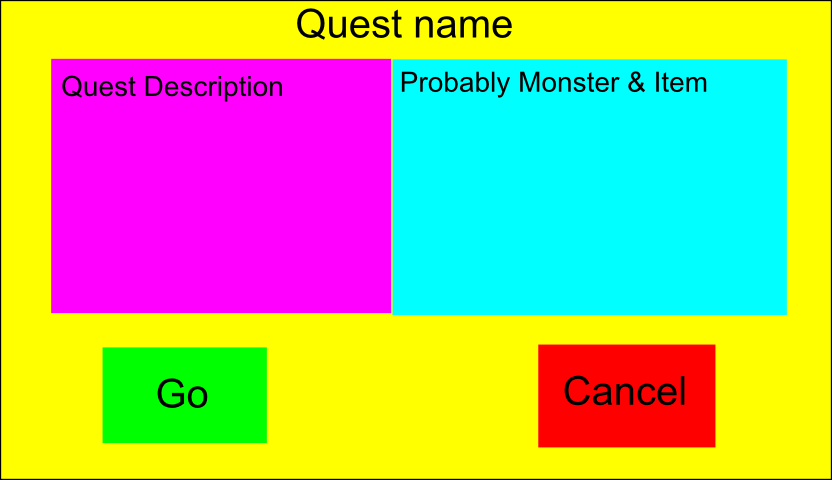 Quest name
Quest Description
Probably Monster & Item
Go
Cancel